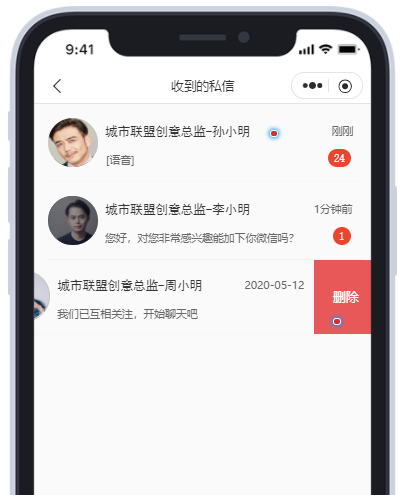 9:41
收到的私信
城市联盟创意总监-孙小明
刚刚
[语音]
24
城市联盟创意总监-李小明
1分钟前
您好，对您非常感兴趣能加下你微信吗?
1
城市联盟创意总监-周小明
2020-05-12
我们已互相关注，开始聊天吧
删除